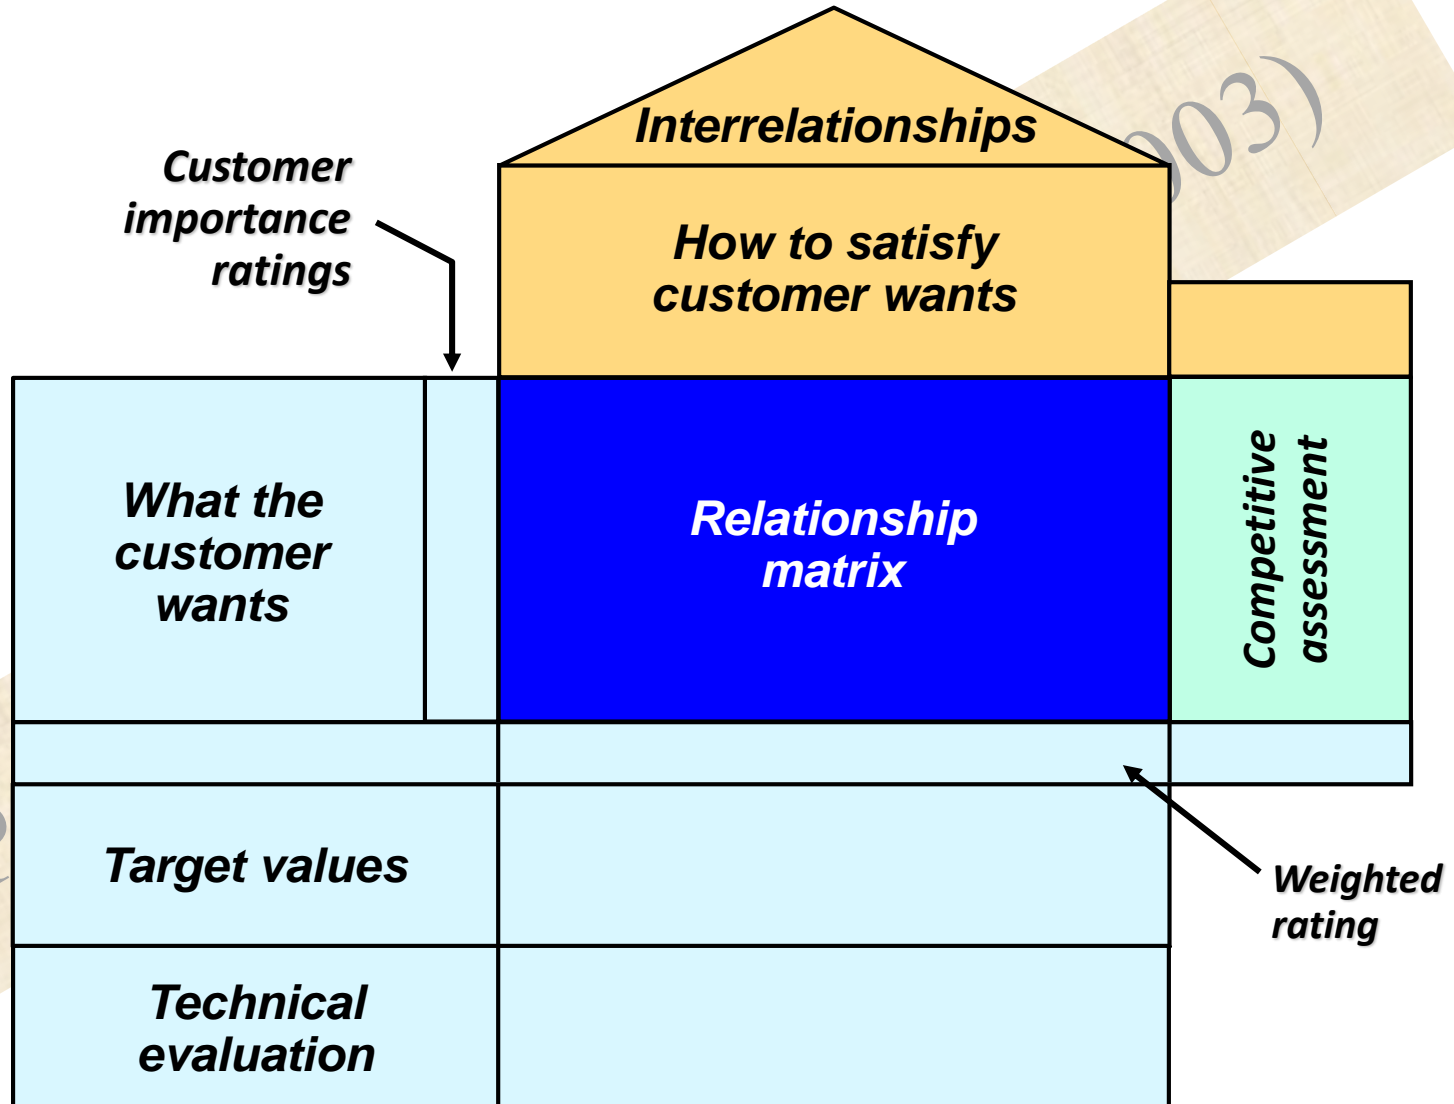 Interrelationships
003)
Customer
importance
ratings
How to satisfy
customer wants
What the
customer
wants
Relationship
matrix
Competitive
assessment
Target values
Weighted
rating
Technical
evaluation